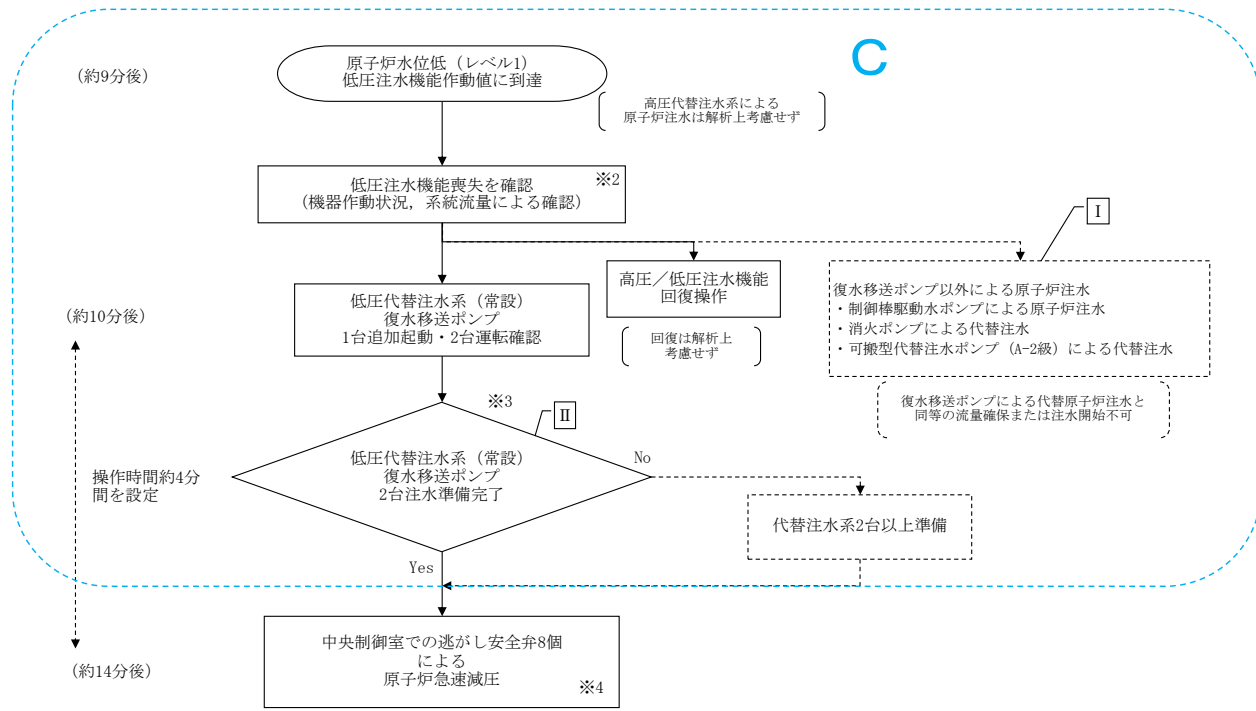 C
(約9分後)
原子炉水位低(レベル1)
低圧注水機能作動値に到達
高圧代替注水系による
原子炉注水は解析上考慮せず
低圧注水機能喪失を確認
(機器作動状況,系統流量による確認)
※2
Ⅰ
高圧/低圧注水機能
回復操作
回復は解析上
考慮せず
復水移送ポンプ以外による原子炉注水
・制御棒駆動水ポンプによる原子炉注水
・消火ポンプによる代替注水
・可搬型代替注水ポンプ(A-2級)による代替注水
復水移送ポンプによる代替原子炉注水と
同等の流量確保または注水開始不可
(約10分後)
低圧代替注水系(常設)
復水移送ポンプ
1台追加起動・2台運転確認
※3
Ⅱ
操作時間約4分
間を設定
低圧代替注水系(常設)
復水移送ポンプ
2台注水準備完了
No
代替注水系2台以上準備
Yes
(約14分後)
中央制御室での逃がし安全弁8個
による
原子炉急速減圧
※4